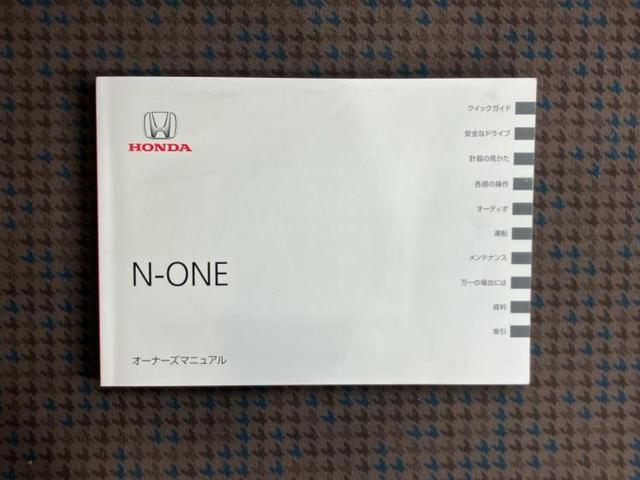 HONDA
N-ONE
オーナーズマニュアル
クイックガイド
安全なドライブ
計器の見かた
各部の操作
オーディオ
運転
メンテナンス
万一の場合には
資料
索引